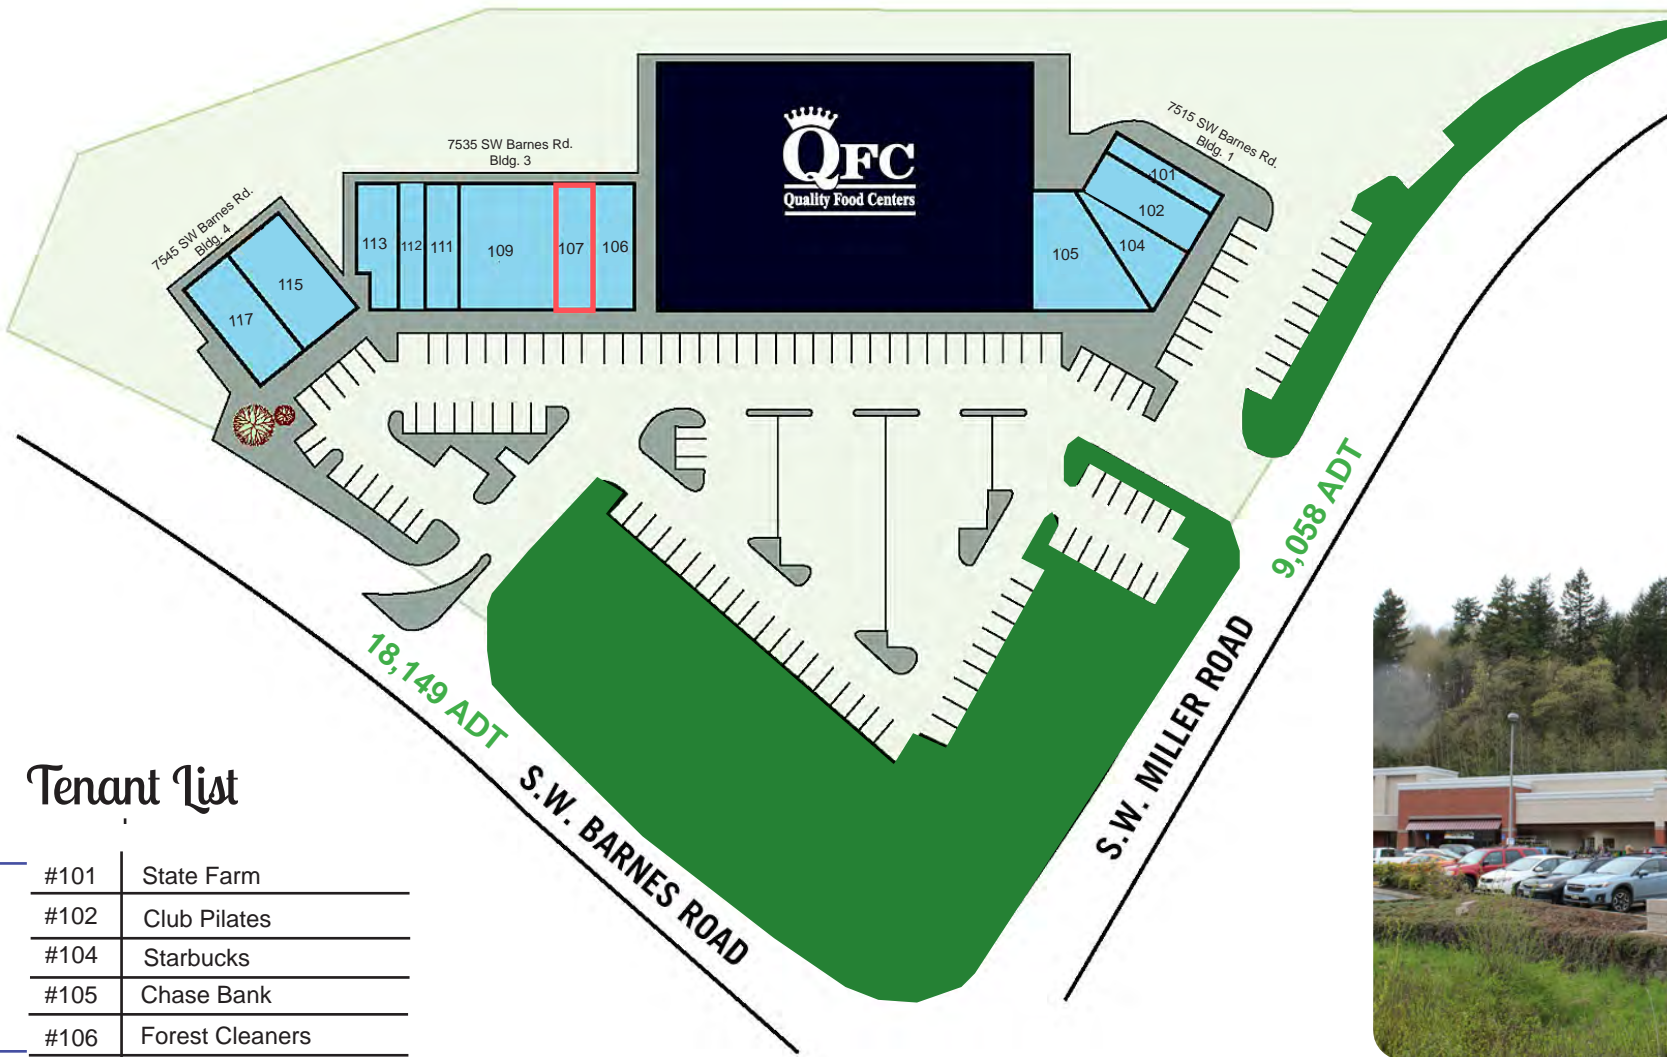 7515 SW Barnes Rd.
Bldg. 1
QFC
Quality Food Centers
7535 SW Barnes Rd.
Bldg. 3
7545 SW Barnes Rd.
Bldg. 4
101
102
104
105
113
112
111
109
107
106
115
117
9,058 ADT
18,149 ADT
S.W. MILLER ROAD
S.W. BARNES ROAD
Tenant List
#101 State Farm
#102 Club Pilates
#104 Starbucks
#105 Chase Bank
#106 Forest Cleaners